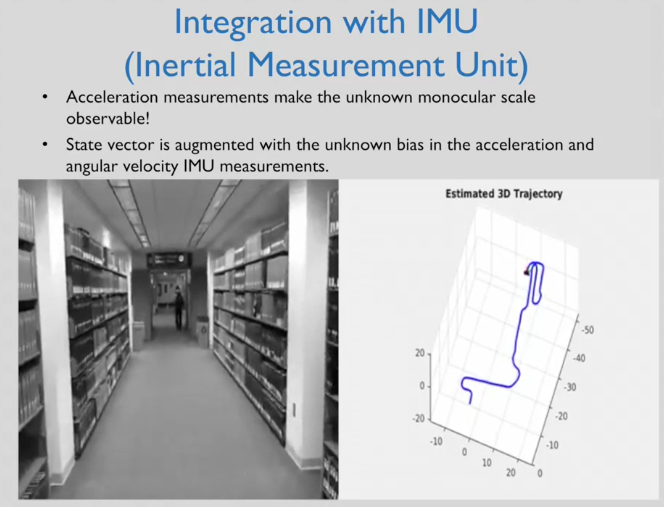 Integration with IMU
(Inertial Measurement Unit)
• Acceleration measurements make the unknown monocular scale
observable!
• State vector is augmented with the unknown bias in the acceleration and
angular velocity IMU measurements.
Estimated 3D Trajectory
-50
-40
-30
-20
-10
0
20
0
-20
-10
0
10
20